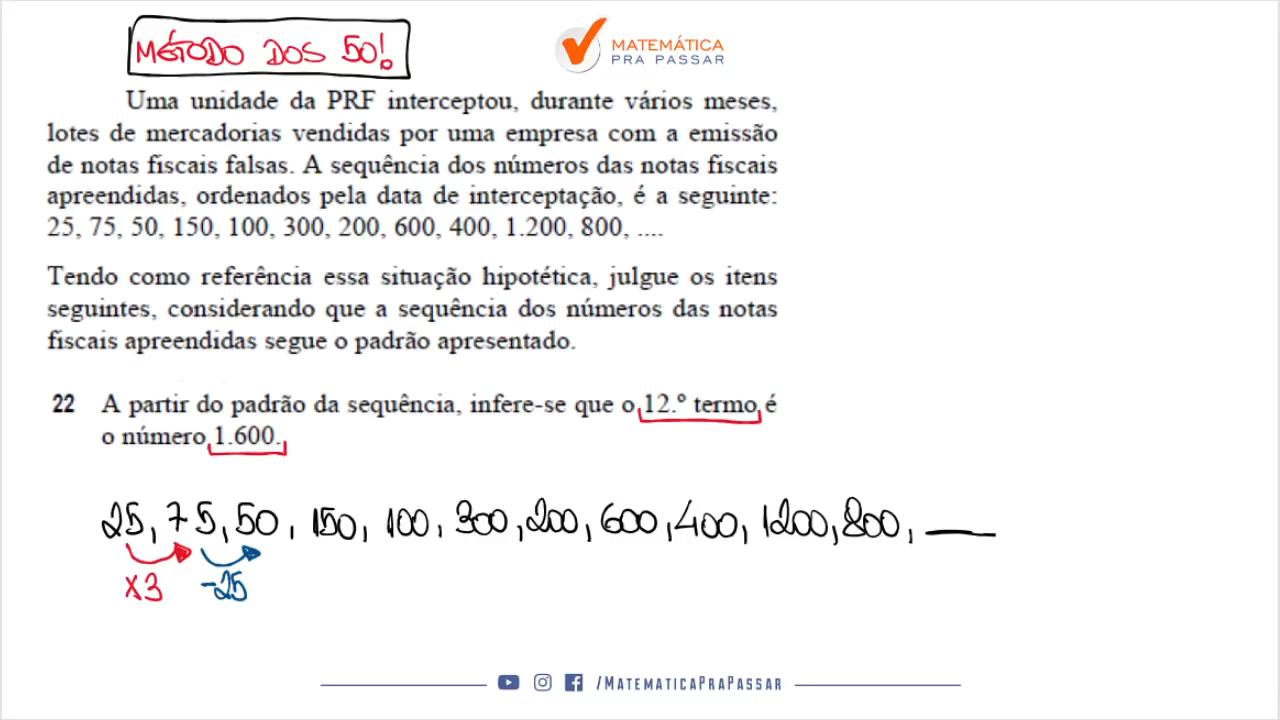 MÉTODO DOS 50!
MATEMÁTICA
PRA PASSAR
Uma unidade da PRF interceptou, durante vários meses,
lotes de mercadorias vendidas por uma empresa com a emissão
de notas fiscais falsas. A sequência dos números das notas fiscais
apreendidas, ordenados pela data de interceptação, é a seguinte:
25, 75, 50, 150, 100, 300, 200, 600, 400, 1.200, 800, ....
Tendo como referência essa situação hipotética, julgue os itens
seguintes, considerando que a sequência dos números das notas
fiscais apreendidas segue o padrão apresentado.
22 A partir do padrão da sequência, infere-se que o 12.º termo é
o número 1.600.
25, 75, 50, 150, 100, 300, 200, 600, 400, 1200, 800, ___
x3 -25
/MATEMATICAPRAPASSAR